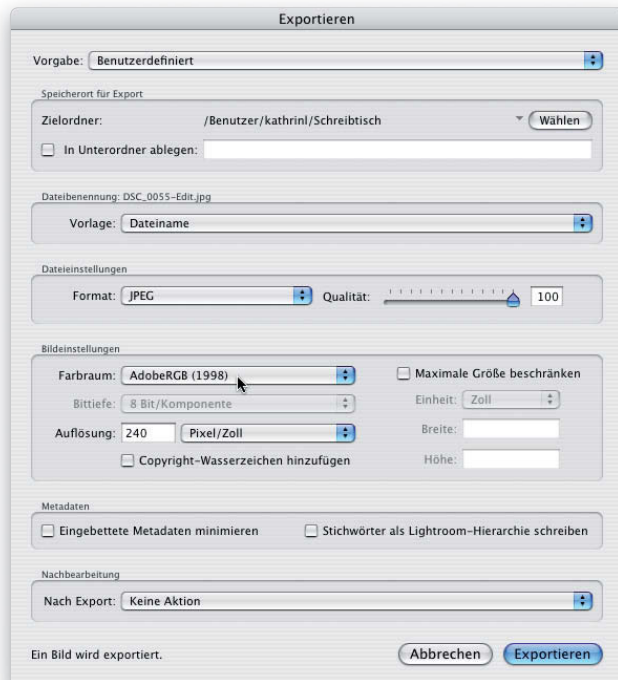 Exportieren
Vorgabe: Benutzerdefiniert
Speicherort für Export
Zielordner: /Benutzer/kathrinl/Schreibtisch Wählen
In Unterordner ablegen:
Dateibenennung: DSC_0055-Edit.jpg
Vorlage: Dateiname
Dateieinstellungen
Format: JPEG Qualität: 100
Bildeinstellungen
Farbraum: AdobeRGB (1998) Maximale Größe beschränken
Bittiefe: 8 Bit/Komponente Einheit: Zoll
Auflösung: 240 Pixel/Zoll Breite:
Copyright-Wasserzeichen hinzufügen Höhe:
Metadaten
Eingebettete Metadaten minimieren Stichwörter als Lightroom-Hierarchie schreiben
Nachbearbeitung
Nach Export: Keine Aktion
Ein Bild wird exportiert. Abbrechen Exportieren